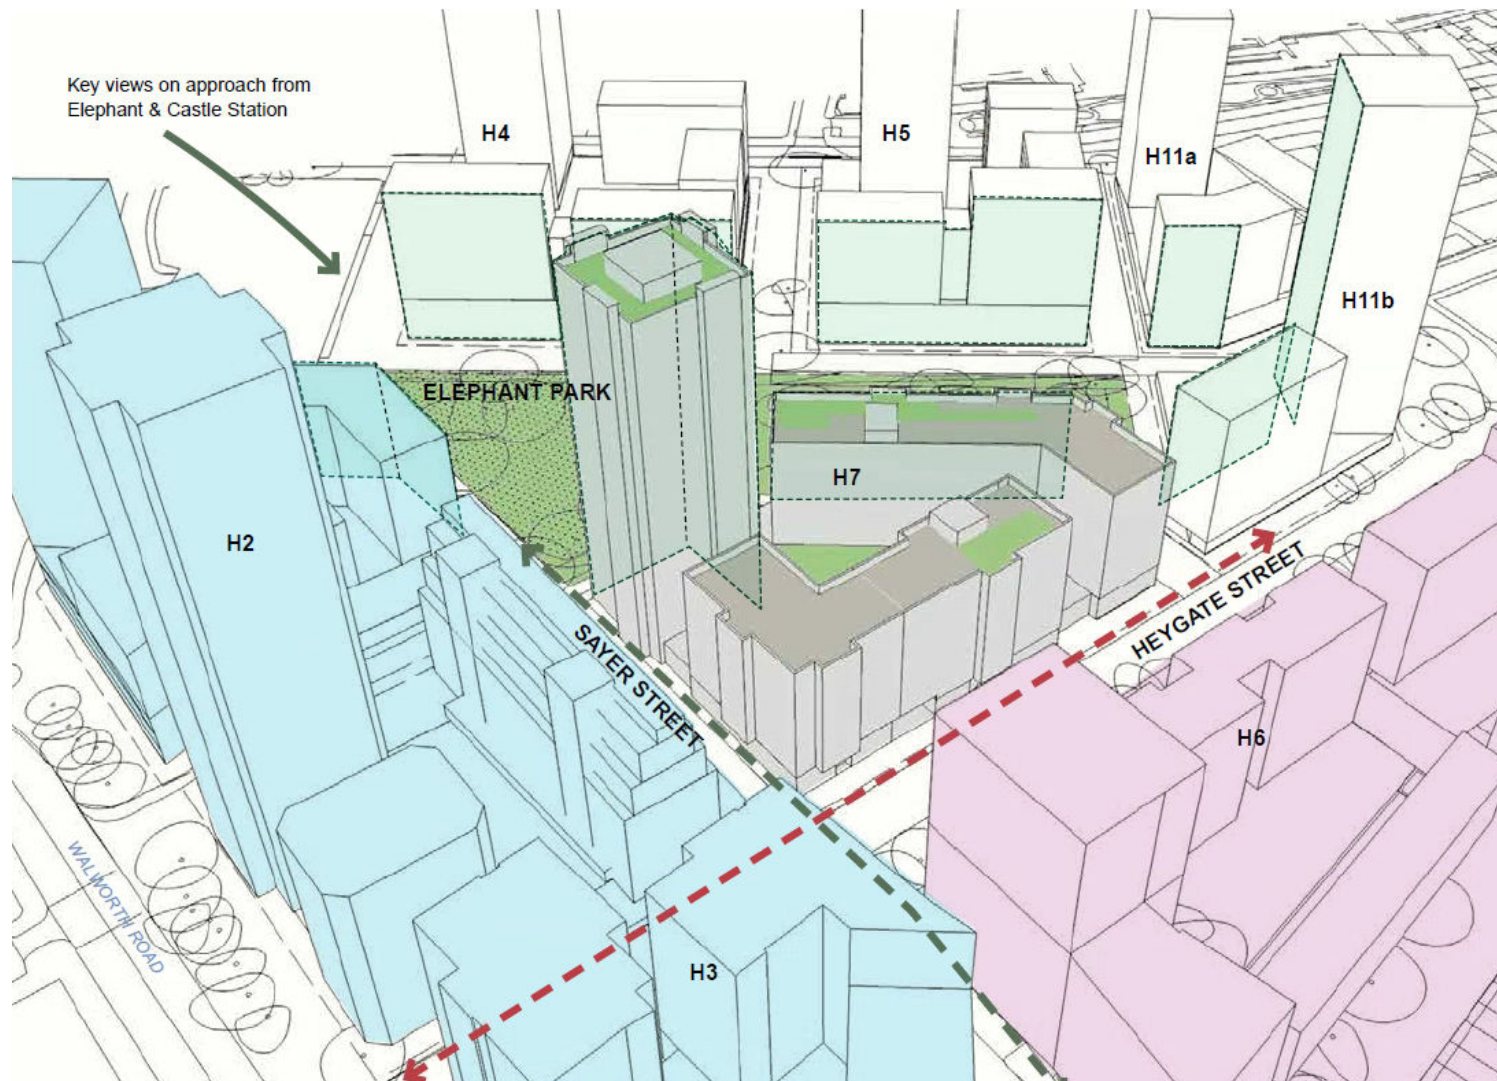 Key views on approach from
Elephant & Castle Station
H4
H5
H11a
H11b
ELEPHANT PARK
H7
H2
SAYER STREET
HEYGATE STREET
H6
WALWORTH ROAD
H3